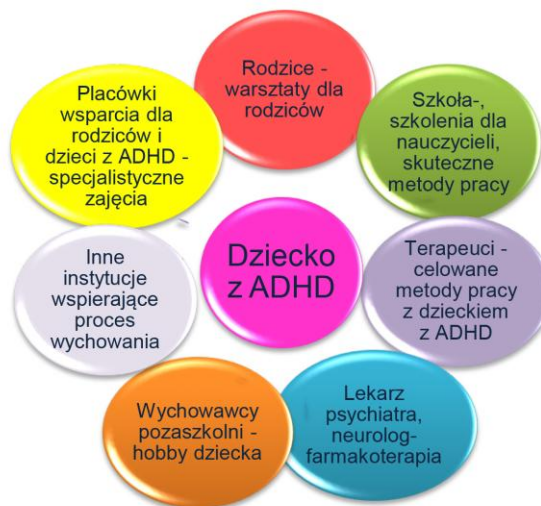 Rodzice -
warsztaty dla
rodziców
Szkoła-,
szkolenia dla
nauczycieli,
skuteczne
metody pracy
Terapeuci -
celowane
metody pracy
z dzieckiem
z ADHD
Lekarz
psychiatra,
neurolog-
farmakoterapia
Wychowawcy
pozaszkolni -
hobby dziecka
Inne
instytucje
wspierające
proces
wychowania
Placówki
wsparcia dla
rodziców i
dzieci z ADHD -
specjalistyczne
zajęcia
Dziecko
z ADHD